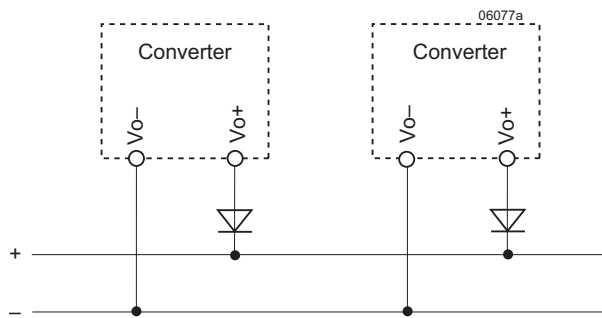 06077a
Converter
Converter
Vo–
Vo+
Vo–
Vo+
+
–